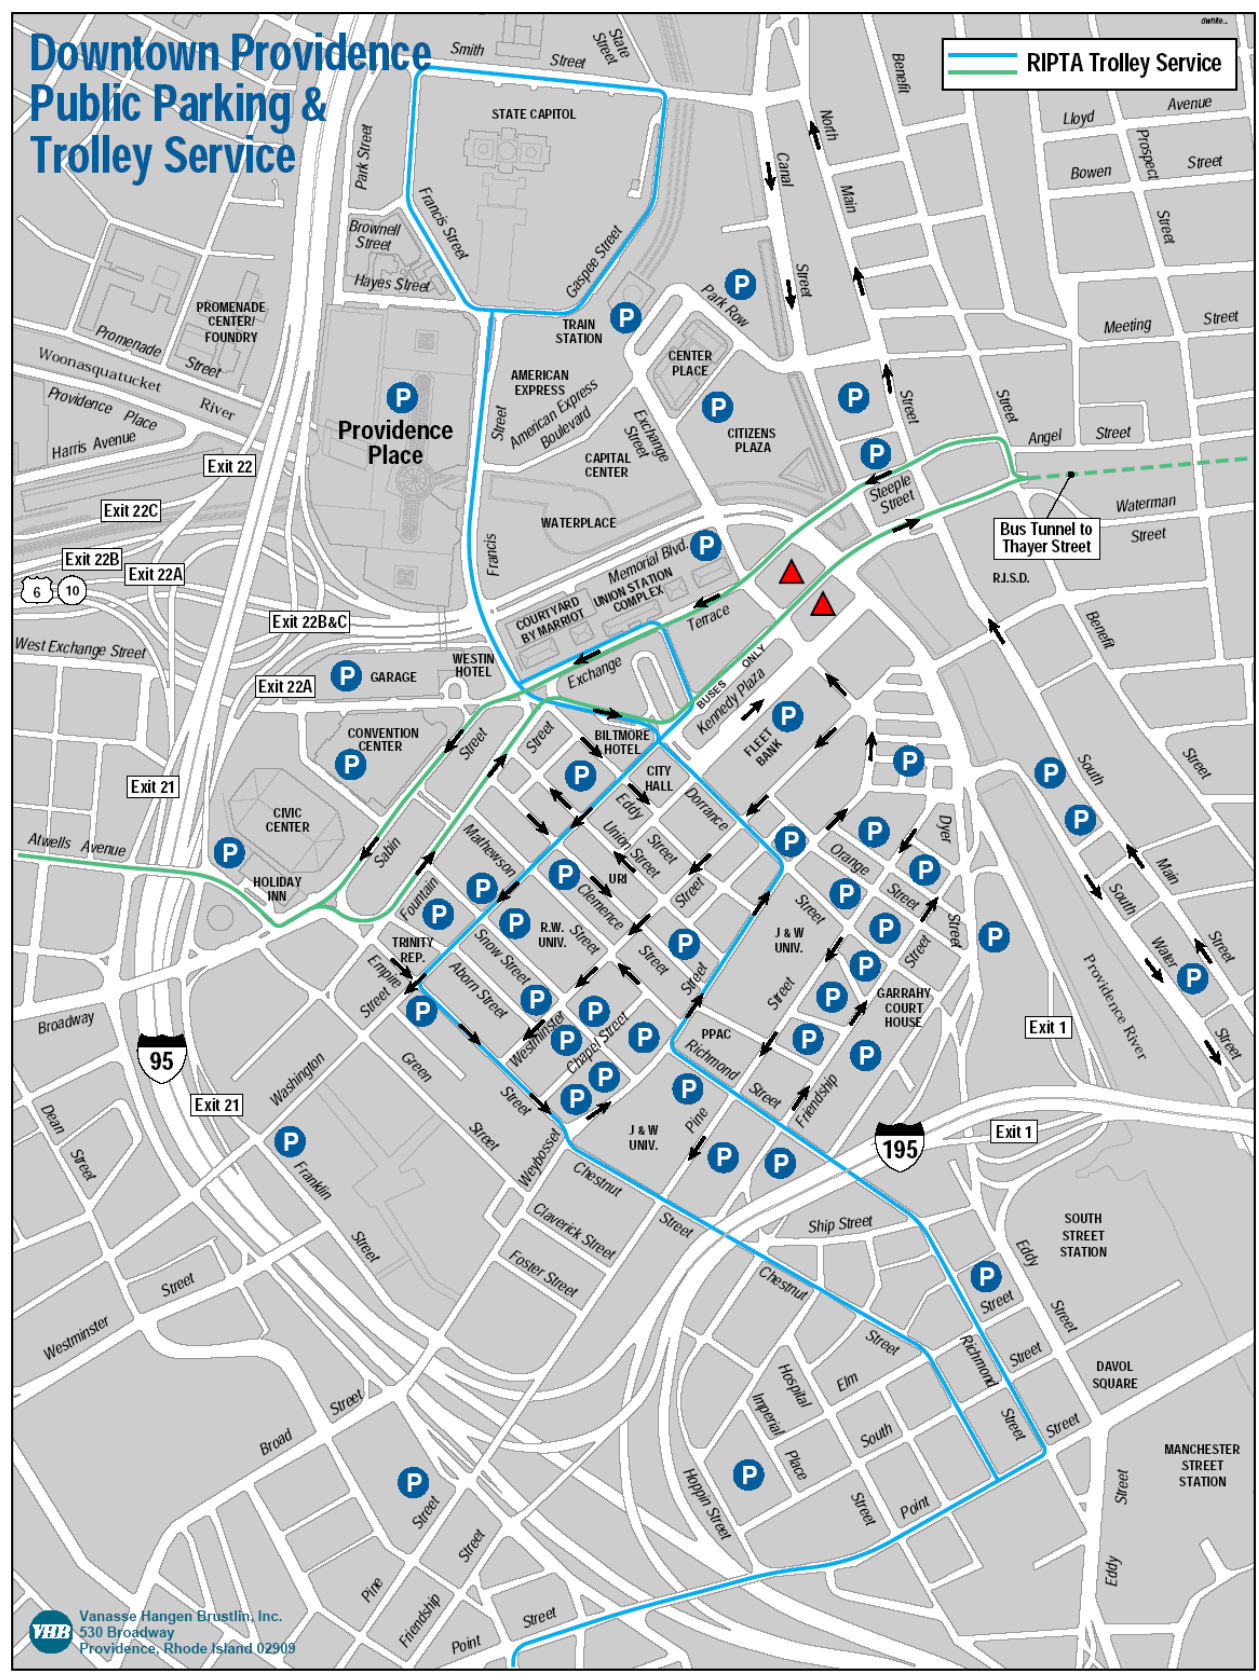 Downtown Providence
Public Parking &
Trolley Service
RIPTA Trolley Service
Smith
Street
State
Street
STATE CAPITOL
Park Street
Francis Street
Gaspee Street
Brownell
Street
Hayes Street
Benefit
North
Main
Canal
Street
Lloyd
Avenue
Bowen
Street
Prospect
Street
Meeting
Street
Park Row
P
P
TRAIN
STATION
CENTER
PLACE
PROMENADE
CENTER/
FOUNDRY
Promenade
Street
Woonasquatucket
River
Providence Place
Harris Avenue
P
Providence
Place
AMERICAN
EXPRESS
American Express
Boulevard
Street
Exchange
Street
P
CITIZENS
PLAZA
CAPITAL
CENTER
P
P
Street
Street
Angel
Street
Steeple
Street
Waterman
Street
Bus Tunnel to
Thayer Street
R.I.S.D.
Exit 22
Exit 22C
Exit 22B
Exit 22A
6
10
Exit 22B&C
WATERPLACE
Francis
Memorial Blvd.
P
UNION STATION
COMPLEX
COURTYARD
BY MARRIOT
Terrace
Exchange
BUSES ONLY
Kennedy Plaza
West Exchange Street
Exit 22A
P
GARAGE
WESTIN
HOTEL
CONVENTION
CENTER
P
Street
Street
BILTMORE
HOTEL
CITY
HALL
FLEET
BANK
P
P
Benefit
Street
South
Main
Street
P
P
South
Water
Street
P
Exit 21
Atwells Avenue
CIVIC
CENTER
P
HOLIDAY
INN
Sabin
Mathewson
Fountain
P
Eddy
Street
Union Street
Dorrance
Street
URI
Clemence
Street
P
P
P
P
R.W.
UNIV.
P
Orange
Street
P
P
Dyer
Street
P
P
P
P
P
P
P
J & W
UNIV.
Street
Street
Street
GARRAHY
COURT
HOUSE
Providence River
TRINITY
REP.
Empire
Street
Snow Street
Aborn Street
P
P
P
P
P
P
P
P
Street
Street
Westminster
Chapel Street
PPAC
Richmond
Street
P
P
P
P
Pine
Friendship
J & W
UNIV.
Exit 1
Exit 1
195
95
Broadway
Washington
Green
Street
Street
Weybosset
Chestnut
Street
Claverick Street
Foster Street
Exit 21
P
Franklin
Street
Dean
Street
Westminster
Street
Broad
Street
Ship Street
Chestnut
Street
P
Street
Richmond
Street
Eddy
Street
Street
Street
SOUTH
STREET
STATION
DAVOL
SQUARE
MANCHESTER
STREET
STATION
Elm
South
Hospital
Imperial
Place
P
Hoppin Street
Street
Point
Eddy
Street
P
Street
Pine
Street
Friendship
Point
Street
VHB
Vanasse Hangen Brustlin, Inc.
530 Broadway
Providence, Rhode Island 02909